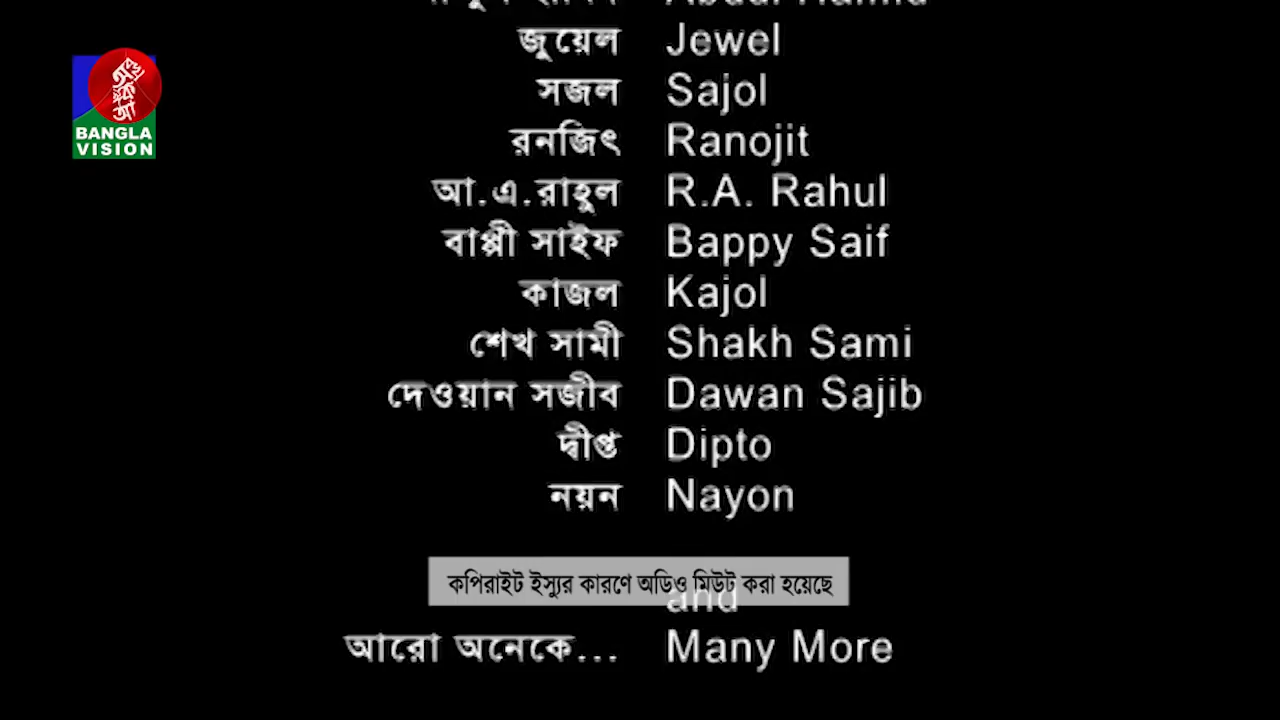 জুয়েল Jewel
সজল Sajol
রনজিৎ Ranojit
আ.এ.রাহুল R.A. Rahul
বাপ্পী সাইফ Bappy Saif
কাজল Kajol
শেখ সামী Shakh Sami
দেওয়ান সজীব Dawan Sajib
দ্বীপ্ত Dipto
নয়ন Nayon
কপিরাইট ইস্যুর কারণে অডিও মিউট করা হয়েছে
and
আরো অনেকে... Many More
BANGLA
VISION